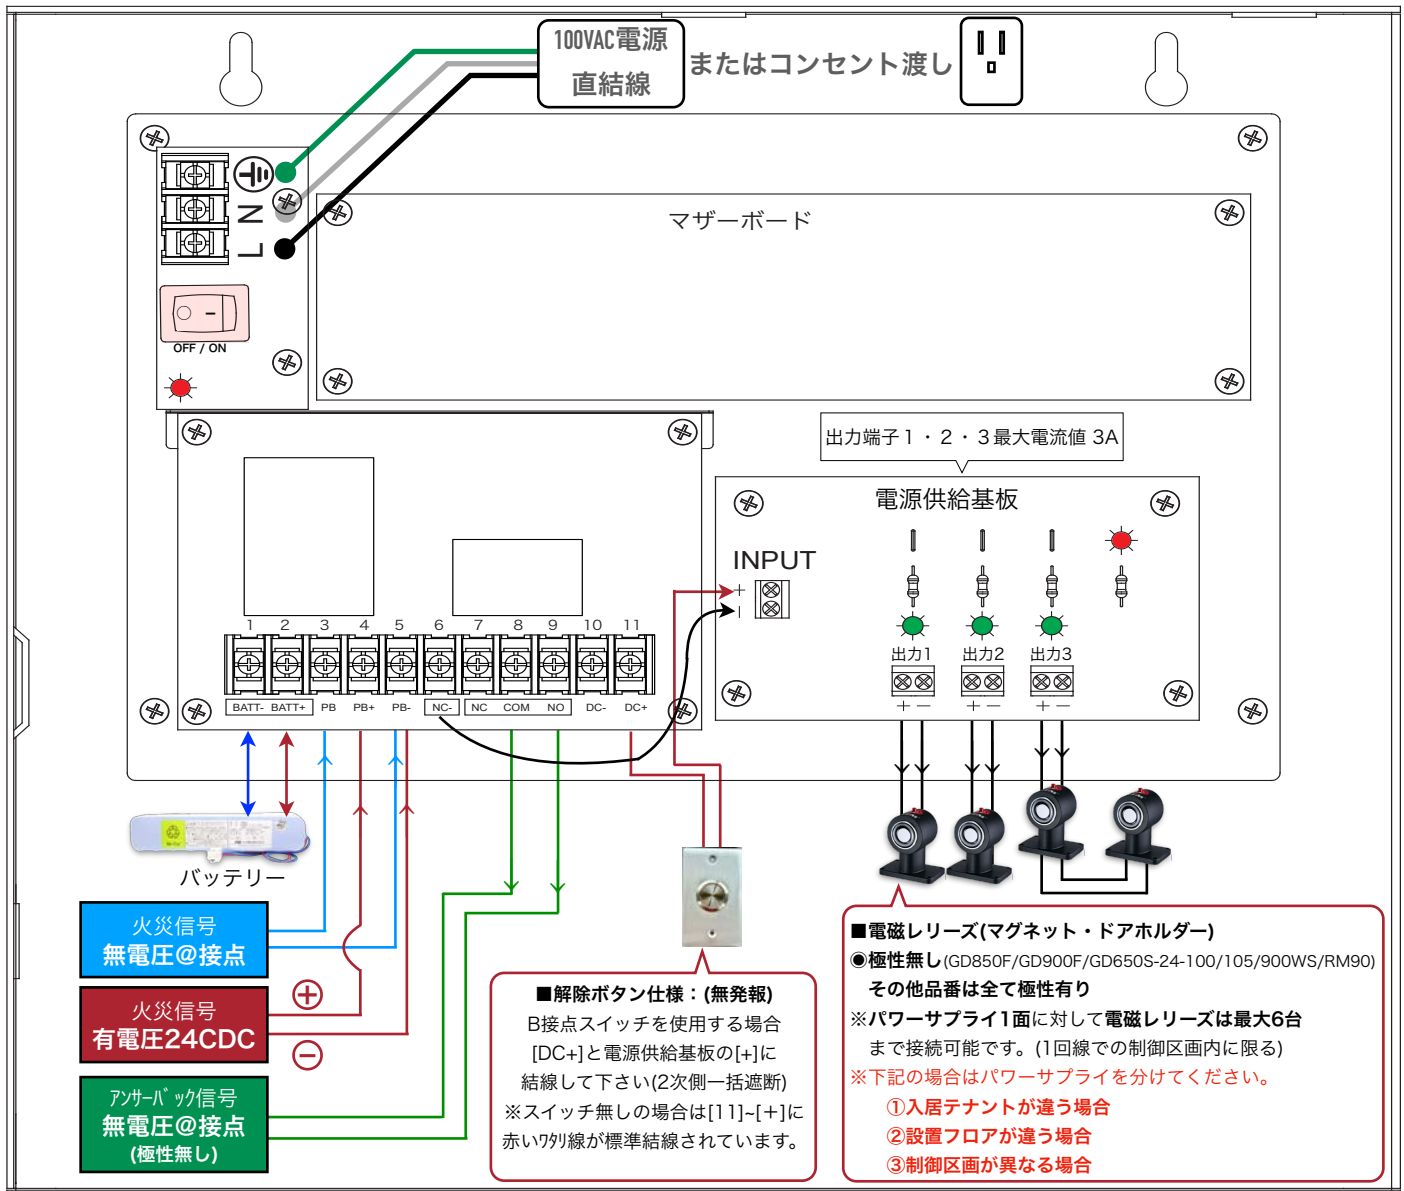 100VAC電源
直結線
またはコンセント渡し
N
L
マザーボード
OFF / ON
出力端子1・2・3最大電流値 3A
電源供給基板
INPUT
+
−
出力1
出力2
出力3
+ −
+ −
+ −
1 2 3 4 5 6 7 8 9 10 11
BATT- BATT+ PB PB+ PB- NC- NC COM NO DC- DC+
バッテリー
火災信号
無電圧@接点
火災信号
有電圧24CDC
+
−
アンサーバック信号
無電圧@接点
(極性無し)
■解除ボタン仕様：(無発報)
B接点スイッチを使用する場合
[DC+]と電源供給基板の[+]に
結線して下さい(2次側一括遮断)
※スイッチ無しの場合は[11]~[+]に
赤いワタリ線が標準結線されています。
■電磁レリーズ(マグネット・ドアホルダー)
◉極性無し(GD850F/GD900F/GD650S-24-100/105/900WS/RM90)
その他品番は全て極性有り
※パワーサプライ1面に対して電磁レリーズは最大6台
まで接続可能です。(1回線での制御区画内に限る)
※下記の場合はパワーサプライを分けてください。
①入居テナントが違う場合
②設置フロアが違う場合
③制御区画が異なる場合